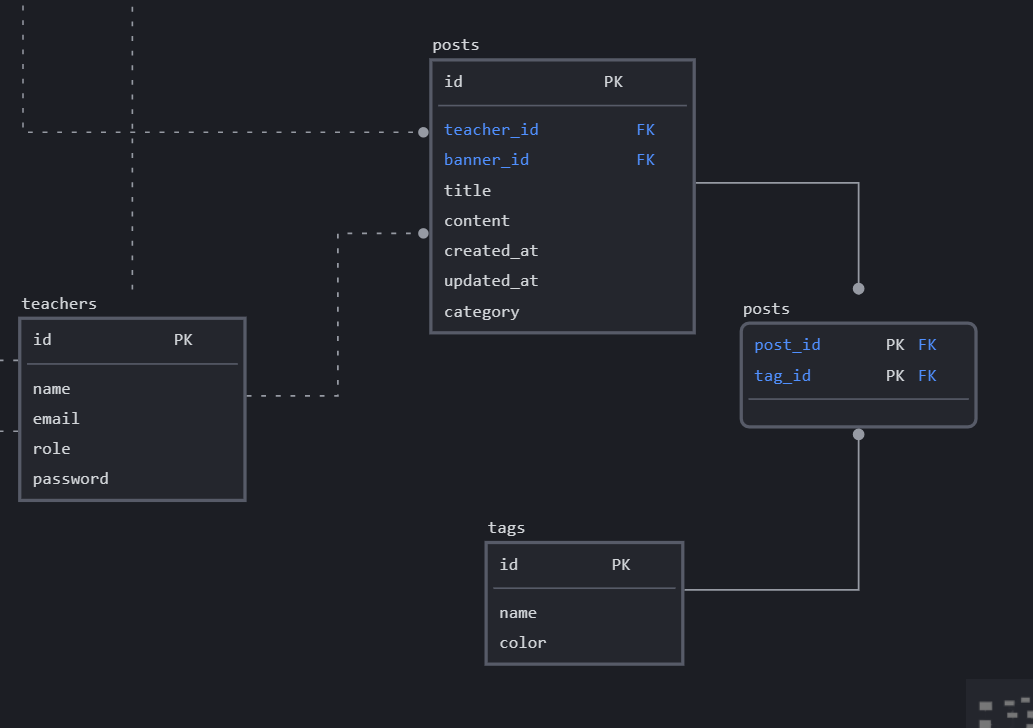 posts
id PK
teacher_id FK
banner_id FK
title
content
created_at
updated_at
category
teachers
id PK
name
email
role
password
posts
post_id PK FK
tag_id PK FK
tags
id PK
name
color